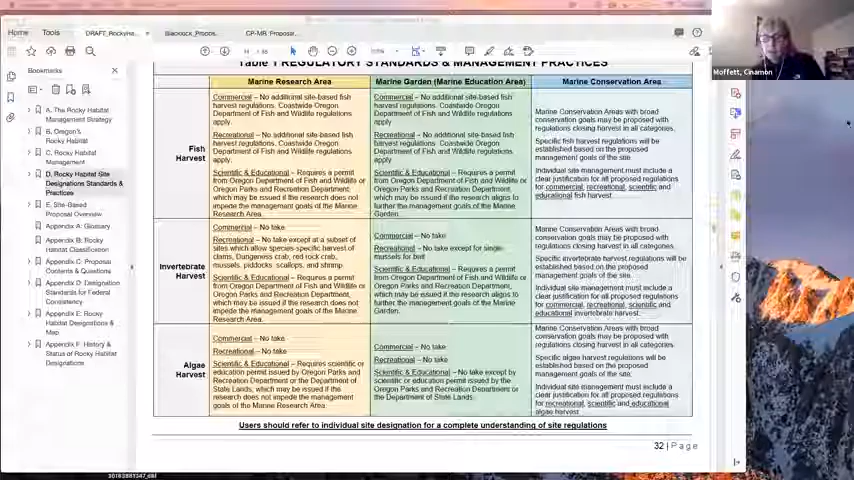 Home Tools DRAFT_Rockyha... Blacklock_Propos... CP-MR_Proposal...
Moffett, Cinamon
Bookmarks
A. The Rocky Habitat
Management Strategy
B. Oregon's
Rocky Habitat
C. Rocky Habitat
Management
D. Rocky Habitat Site
Designations Standards &
Practices
E. Site-Based
Proposal Overview
Appendix A: Glossary
Appendix B: Rocky
Habitat Classification
Appendix C: Proposal
Contents & Questions
Appendix D: Designation
Standards for Federal
Consistency
Appendix E: Rocky
Habitat Designations &
Map
Appendix F: History &
Status of Rocky Habitat
Designations
Table 1 REGULATORY STANDARDS & MANAGEMENT PRACTICES
Marine Research Area
Marine Garden (Marine Education Area)
Marine Conservation Area
Fish
Harvest
Commercial – No additional site-based fish
harvest regulations. Coastwide Oregon
Department of Fish and Wildlife regulations
apply.
Recreational – No additional site-based fish
harvest regulations. Coastwide Oregon
Department of Fish and Wildlife regulations
apply.
Scientific & Educational – Requires a permit
from Oregon Department of Fish and Wildlife or
Oregon Parks and Recreation Department,
which may be issued if the research does not
impede the management goals of the Marine
Research Area.
Commercial – No additional site-based fish
harvest regulations. Coastwide Oregon
Department of Fish and Wildlife regulations
apply
Recreational – No additional site-based fish
harvest regulations. Coastwide Oregon
Department of Fish and Wildlife regulations
apply
Scientific & Educational – Requires a permit
from Oregon Department of Fish and Wildlife or
Oregon Parks and Recreation Department,
which may be issued if the research aligns to
further the management goals of the Marine
Garden.
Marine Conservation Areas with broad
conservation goals may be proposed with
regulations closing harvest in all categories.
Specific fish harvest regulations will be
established based on the proposed
management goals of the site.
Individual site management must include a
clear justification for all proposed regulations
for commercial, recreational, scientific and
educational fish harvest.
Invertebrate
Harvest
Commercial – No take.
Recreational – No take except at a subset of
sites which allow species-specific harvest of
clams, Dungeness crab, red rock crab,
mussels, piddocks, scallops, and shrimp.
Scientific & Educational – Requires a permit
from Oregon Department of Fish and Wildlife or
Oregon Parks and Recreation Department,
which may be issued if the research does not
impede the management goals of the Marine
Research Area.
Commercial – No take
Recreational – No take except for single
mussels for bait
Scientific & Educational – Requires a permit
from Oregon Department of Fish and Wildlife or
Oregon Parks and Recreation Department,
which may be issued if the research aligns to
further the management goals of the Marine
Garden.
Marine Conservation Areas with broad
conservation goals may be proposed with
regulations closing harvest in all categories.
Specific invertebrate harvest regulations will be
established based on the proposed
management goals of the site.
Individual site management must include a
clear justification for all proposed regulations
for commercial, recreational, scientific and
educational invertebrate harvest.
Algae
Harvest
Commercial – No take.
Recreational – No take.
Scientific & Educational – Requires scientific or
education permit issued by Oregon Parks and
Recreation Department or the Department of
State Lands, which may be issued if the
research does not impede the management
goals of the Marine Research Area.
Commercial – No take.
Recreational – No take.
Scientific & Educational – No take except by
scientific or education permit issued by the
Oregon Parks and Recreation Department or
the Department of State Lands.
Marine Conservation Areas with broad
conservation goals may be proposed with
regulations closing harvest in all categories.
Specific algae harvest regulations will be
established based on the proposed
management goals of the site.
Individual site management must include a
clear justification for all proposed regulations
for recreational, scientific and educational
algae harvest
Users should refer to individual site designation for a complete understanding of site regulations
32 | Page